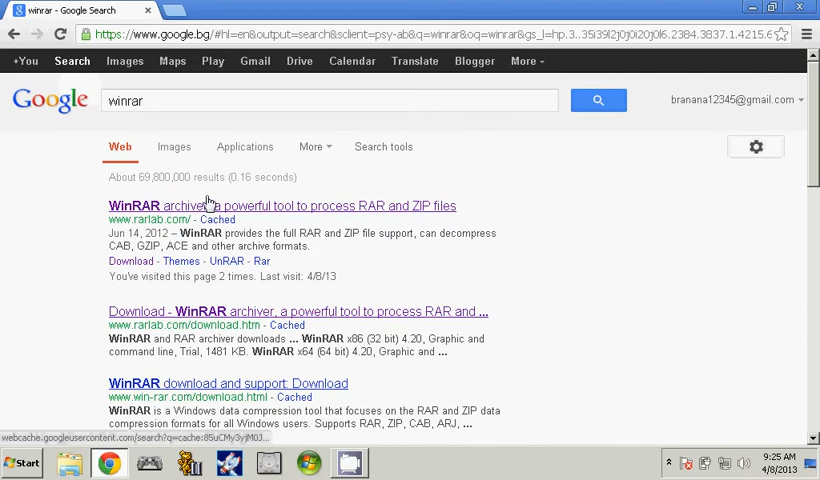 winrar - Google Search
https://www.google.bg/#hl=en&output=search&sclient=psy-ab&q=winrar&oq=winrar&gs_l=hp.3..35i39l2j0j0i20j0l6.2384.3837.1.4215.6
+You Search Images Maps Play Gmail Drive Calendar Translate Blogger More
Google winrar branana12345@gmail.com
Web Images Applications More Search tools
About 69,800,000 results (0.16 seconds)
WinRAR archiver, a powerful tool to process RAR and ZIP files
www.rarlab.com/ - Cached
Jun 14, 2012 – WinRAR provides the full RAR and ZIP file support, can decompress
CAB, GZIP, ACE and other archive formats.
Download - Themes - UnRAR - Rar
You've visited this page 2 times. Last visit: 4/8/13
Download - WinRAR archiver, a powerful tool to process RAR and ...
www.rarlab.com/download.htm - Cached
WinRAR and RAR archiver downloads ... WinRAR x86 (32 bit) 4.20, Graphic and
command line, Trial, 1481 KB. WinRAR x64 (64 bit) 4.20, Graphic and ...
WinRAR download and support: Download
www.win-rar.com/download.html - Cached
WinRAR is a Windows data compression tool that focuses on the RAR and ZIP data
compression formats for all Windows users. Supports RAR, ZIP, CAB, ARJ, ...
webcache.googleusercontent.com/search?q=cache:85uCMy3yjM0J...
Start 9:25 AM
4/8/2013